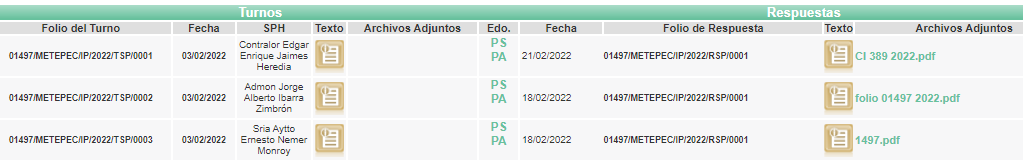 Turnos Respuestas
Folio del Turno Fecha SPH Texto Archivos Adjuntos Edo. Fecha Folio de Respuesta Texto Archivos Adjuntos
01497/METEPEC/IP/2022/TSP/0001 03/02/2022 Contralor Edgar Enrique Jaimes Heredia PS PA 21/02/2022 01497/METEPEC/IP/2022/RSP/0001 CI 389 2022.pdf
01497/METEPEC/IP/2022/TSP/0002 03/02/2022 Admon Jorge Alberto Ibarra Zimbrón PS PA 18/02/2022 01497/METEPEC/IP/2022/RSP/0001 folio 01497 2022.pdf
01497/METEPEC/IP/2022/TSP/0003 03/02/2022 Sria Aytto Ernesto Nemer Monroy PS PA 18/02/2022 01497/METEPEC/IP/2022/RSP/0001 1497.pdf